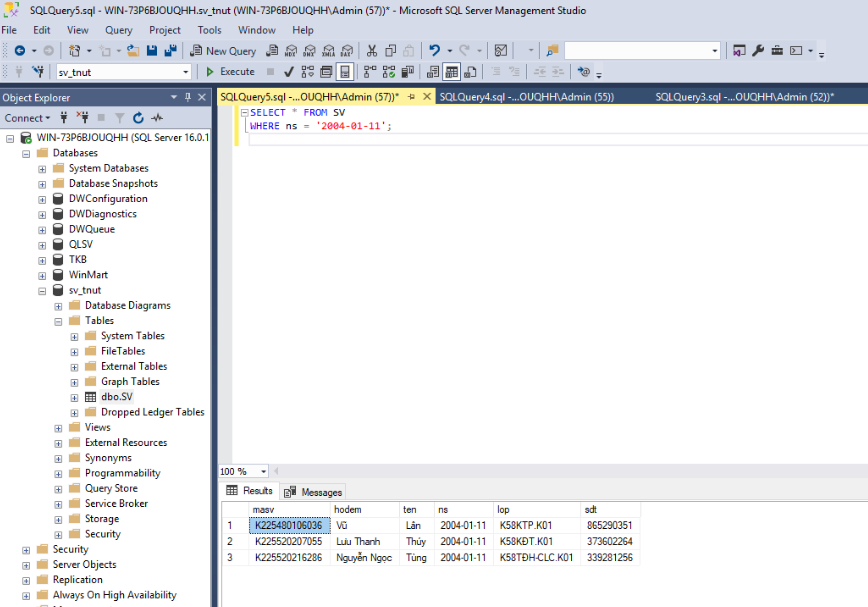 SQLQuery5.sql - WIN-73P6BJOUQHH.sv_tnut (WIN-73P6BJOUQHH\Admin (57))* - Microsoft SQL Server Management Studio
File Edit View Query Project Tools Window Help
New Query MDX DMX XMLA DAX
sv_tnut Execute
Object Explorer
Connect
WIN-73P6BJOUQHH (SQL Server 16.0.1
Databases
System Databases
Database Snapshots
DWConfiguration
DWDiagnostics
DWQueue
QLSV
TKB
WinMart
sv_tnut
Database Diagrams
Tables
System Tables
FileTables
External Tables
Graph Tables
dbo.SV
Dropped Ledger Tables
Views
External Resources
Synonyms
Programmability
Query Store
Service Broker
Storage
Security
Security
Server Objects
Replication
Always On High Availability
SQLQuery5.sql -...OUQHH\Admin (57))* SQLQuery4.sql -...OUQHH\Admin (55)) SQLQuery3.sql -...OUQHH\Admin (52))*
SELECT * FROM SV
WHERE ns = '2004-01-11';
100 %
Results Messages
masv hodem ten ns lop sdt
1 K225480106036 Vũ Lân 2004-01-11 K58KTP.K01 865290351
2 K225520207055 Lưu Thanh Thúy 2004-01-11 K58KĐT.K01 373602264
3 K225520216286 Nguyễn Ngọc Tùng 2004-01-11 K58TĐH-CLC.K01 339281256